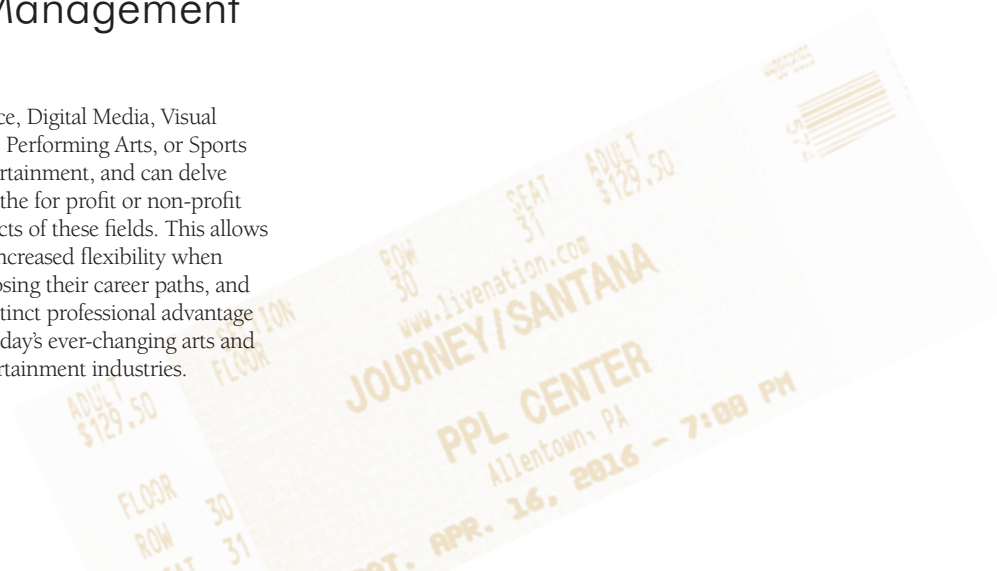 Management
ce, Digital Media, Visual
Performing Arts, or Sports
rtainment, and can delve
the for profit or non-profit
cts of these fields. This allows
ncreased flexibility when
osing their career paths, and
tinct professional advantage
day's ever-changing arts and
rtainment industries.
SECTION
FLOOR
ROW
30
SEAT
31
ADULT
$129.50
www.livenation.com
JOURNEY/SANTANA
PPL CENTER
Allentown, PA
APR. 16, 2016 - 7:00 PM
ADULT
$129.50
FLOOR
ROW 30
31